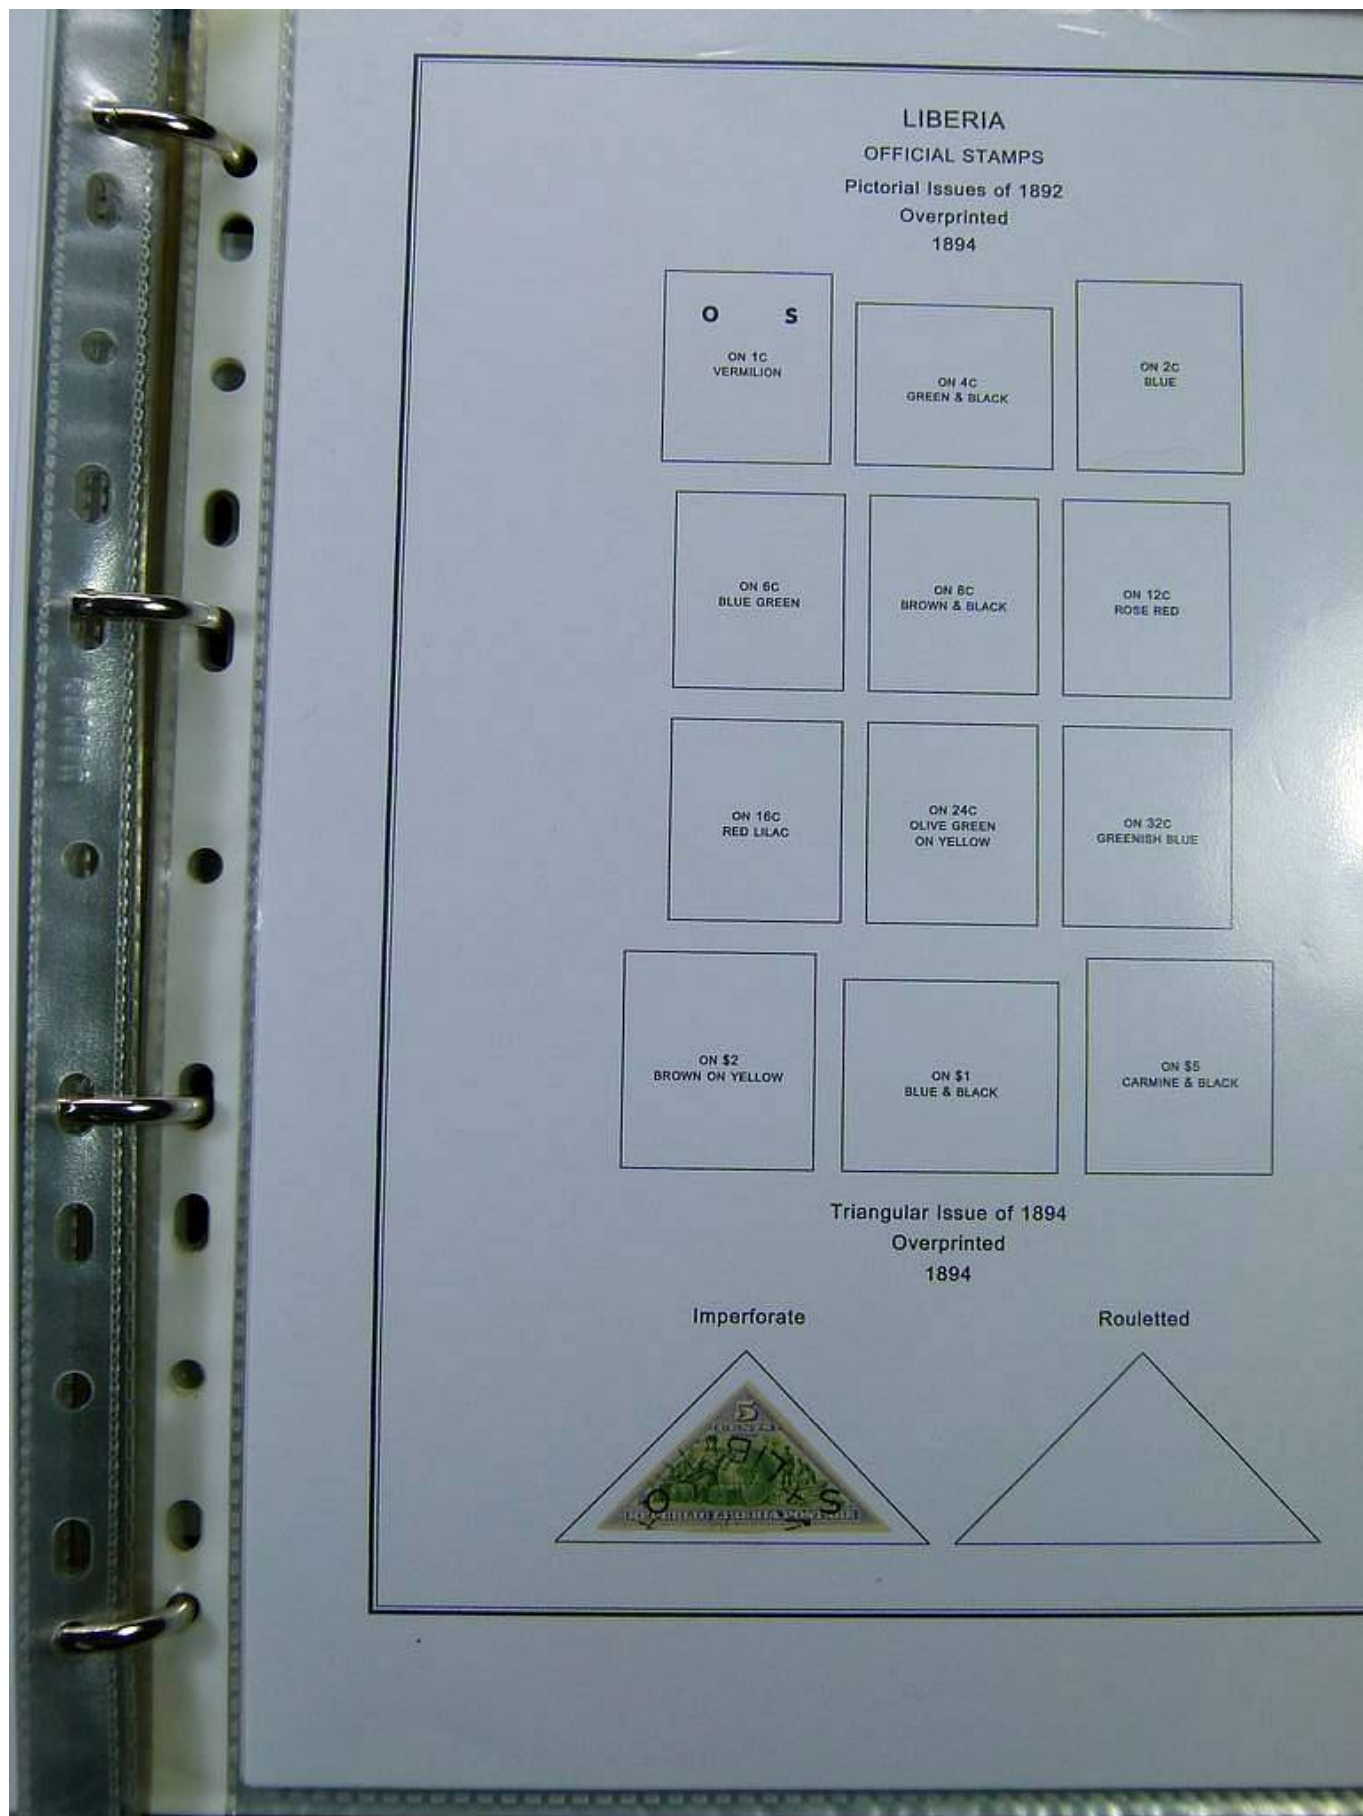 LIBERIA
OFFICIAL STAMPS
Pictorial Issues of 1892
Overprinted
1894
O S
ON 1C
VERMILION
ON 4C
GREEN & BLACK
ON 2C
BLUE
ON 6C
BLUE GREEN
ON 8C
BROWN & BLACK
ON 12C
ROSE RED
ON 16C
RED LILAC
ON 24C
OLIVE GREEN
ON YELLOW
ON 32C
GREENISH BLUE
ON $2
BROWN ON YELLOW
ON $1
BLUE & BLACK
ON $5
CARMINE & BLACK
Triangular Issue of 1894
Overprinted
1894
Imperforate
Rouletted
5
CENTS
O S